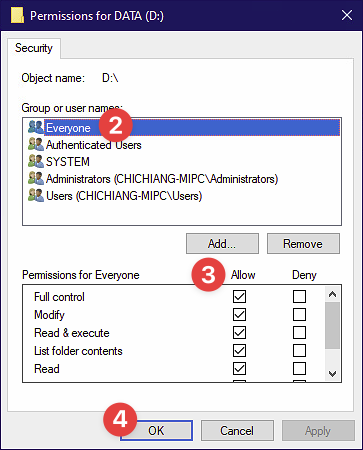 Permissions for DATA (D:)
Security
Object name: D:\
Group or user names:
Everyone 2
Authenticated Users
SYSTEM
Administrators (CHICHIANG-MIPC\Administrators)
Users (CHICHIANG-MIPC\Users)
Add... Remove
Permissions for Everyone 3 Allow Deny
Full control
Modify
Read & execute
List folder contents
Read
4 OK Cancel Apply